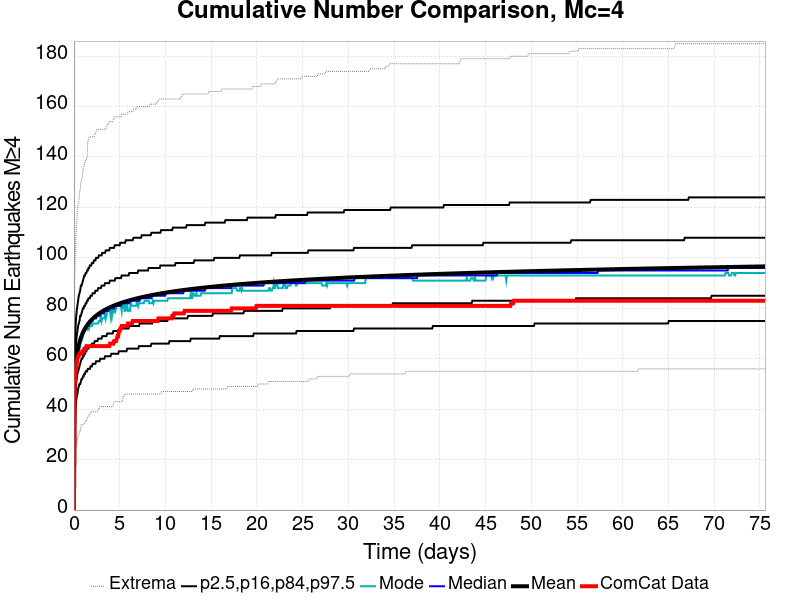 Cumulative Number Comparison, Mc=4
Cumulative Num Earthquakes M≥4
180
160
140
120
100
80
60
40
20
0
0 5 10 15 20 25 30 35 40 45 50 55 60 65 70 75
Time (days)
Extrema p2.5,p16,p84,p97.5 Mode Median Mean ComCat Data